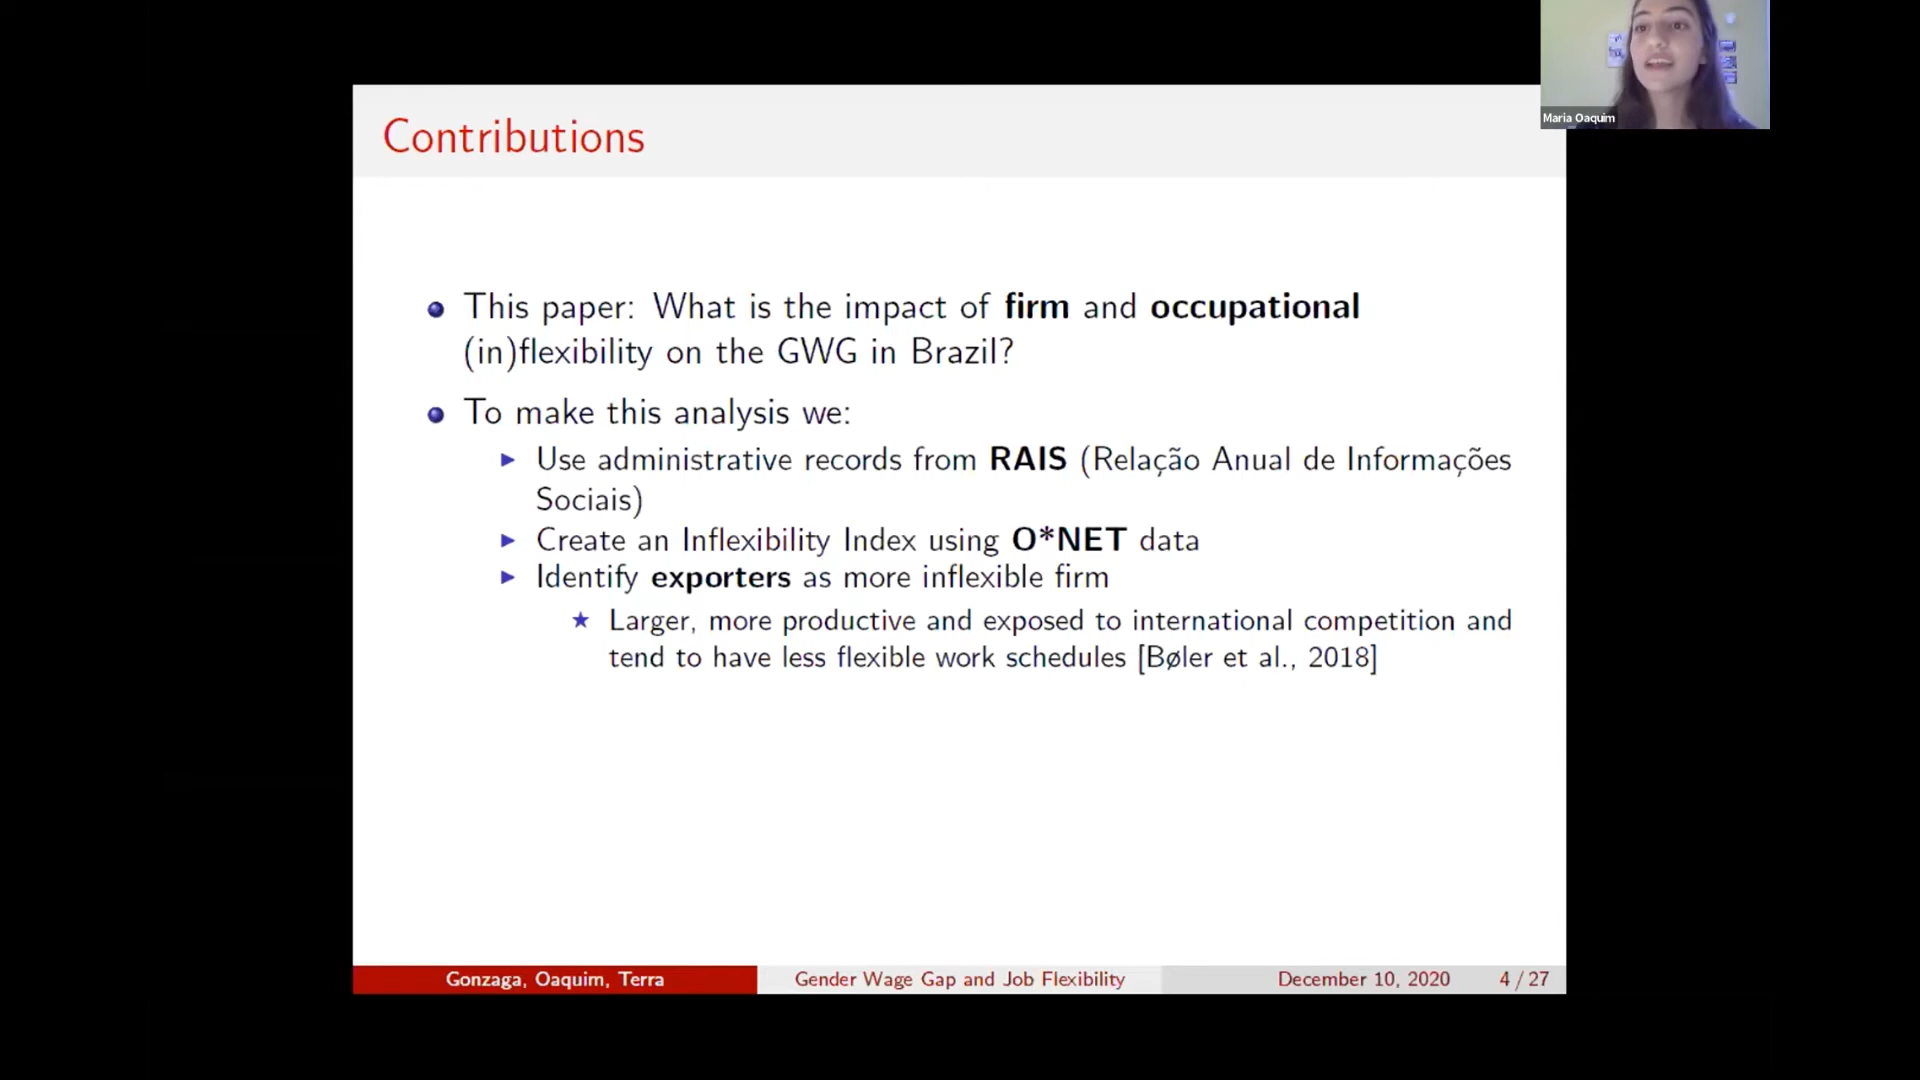 Maria Oaquim
Contributions
This paper: What is the impact of firm and occupational
(in)flexibility on the GWG in Brazil?
To make this analysis we:
Use administrative records from RAIS (Relação Anual de Informações
Sociais)
Create an Inflexibility Index using O*NET data
Identify exporters as more inflexible firm
Larger, more productive and exposed to international competition and
tend to have less flexible work schedules [Bøler et al., 2018]
Gonzaga, Oaquim, Terra
Gender Wage Gap and Job Flexibility
December 10, 2020
4 / 27